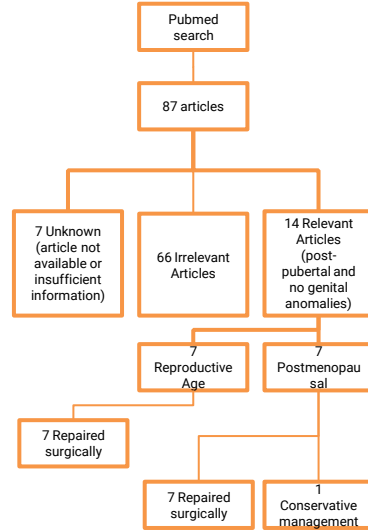 Pubmed
search
87 articles
7 Unknown
(article not
available or
insufficient
information)
66 Irrelevant
Articles
14 Relevant
Articles
(post-
pubertal and
no genital
anomalies)
7
Reproductive
Age
7
Postmenopau
sal
7 Repaired
surgically
7 Repaired
surgically
1
Conservative
management